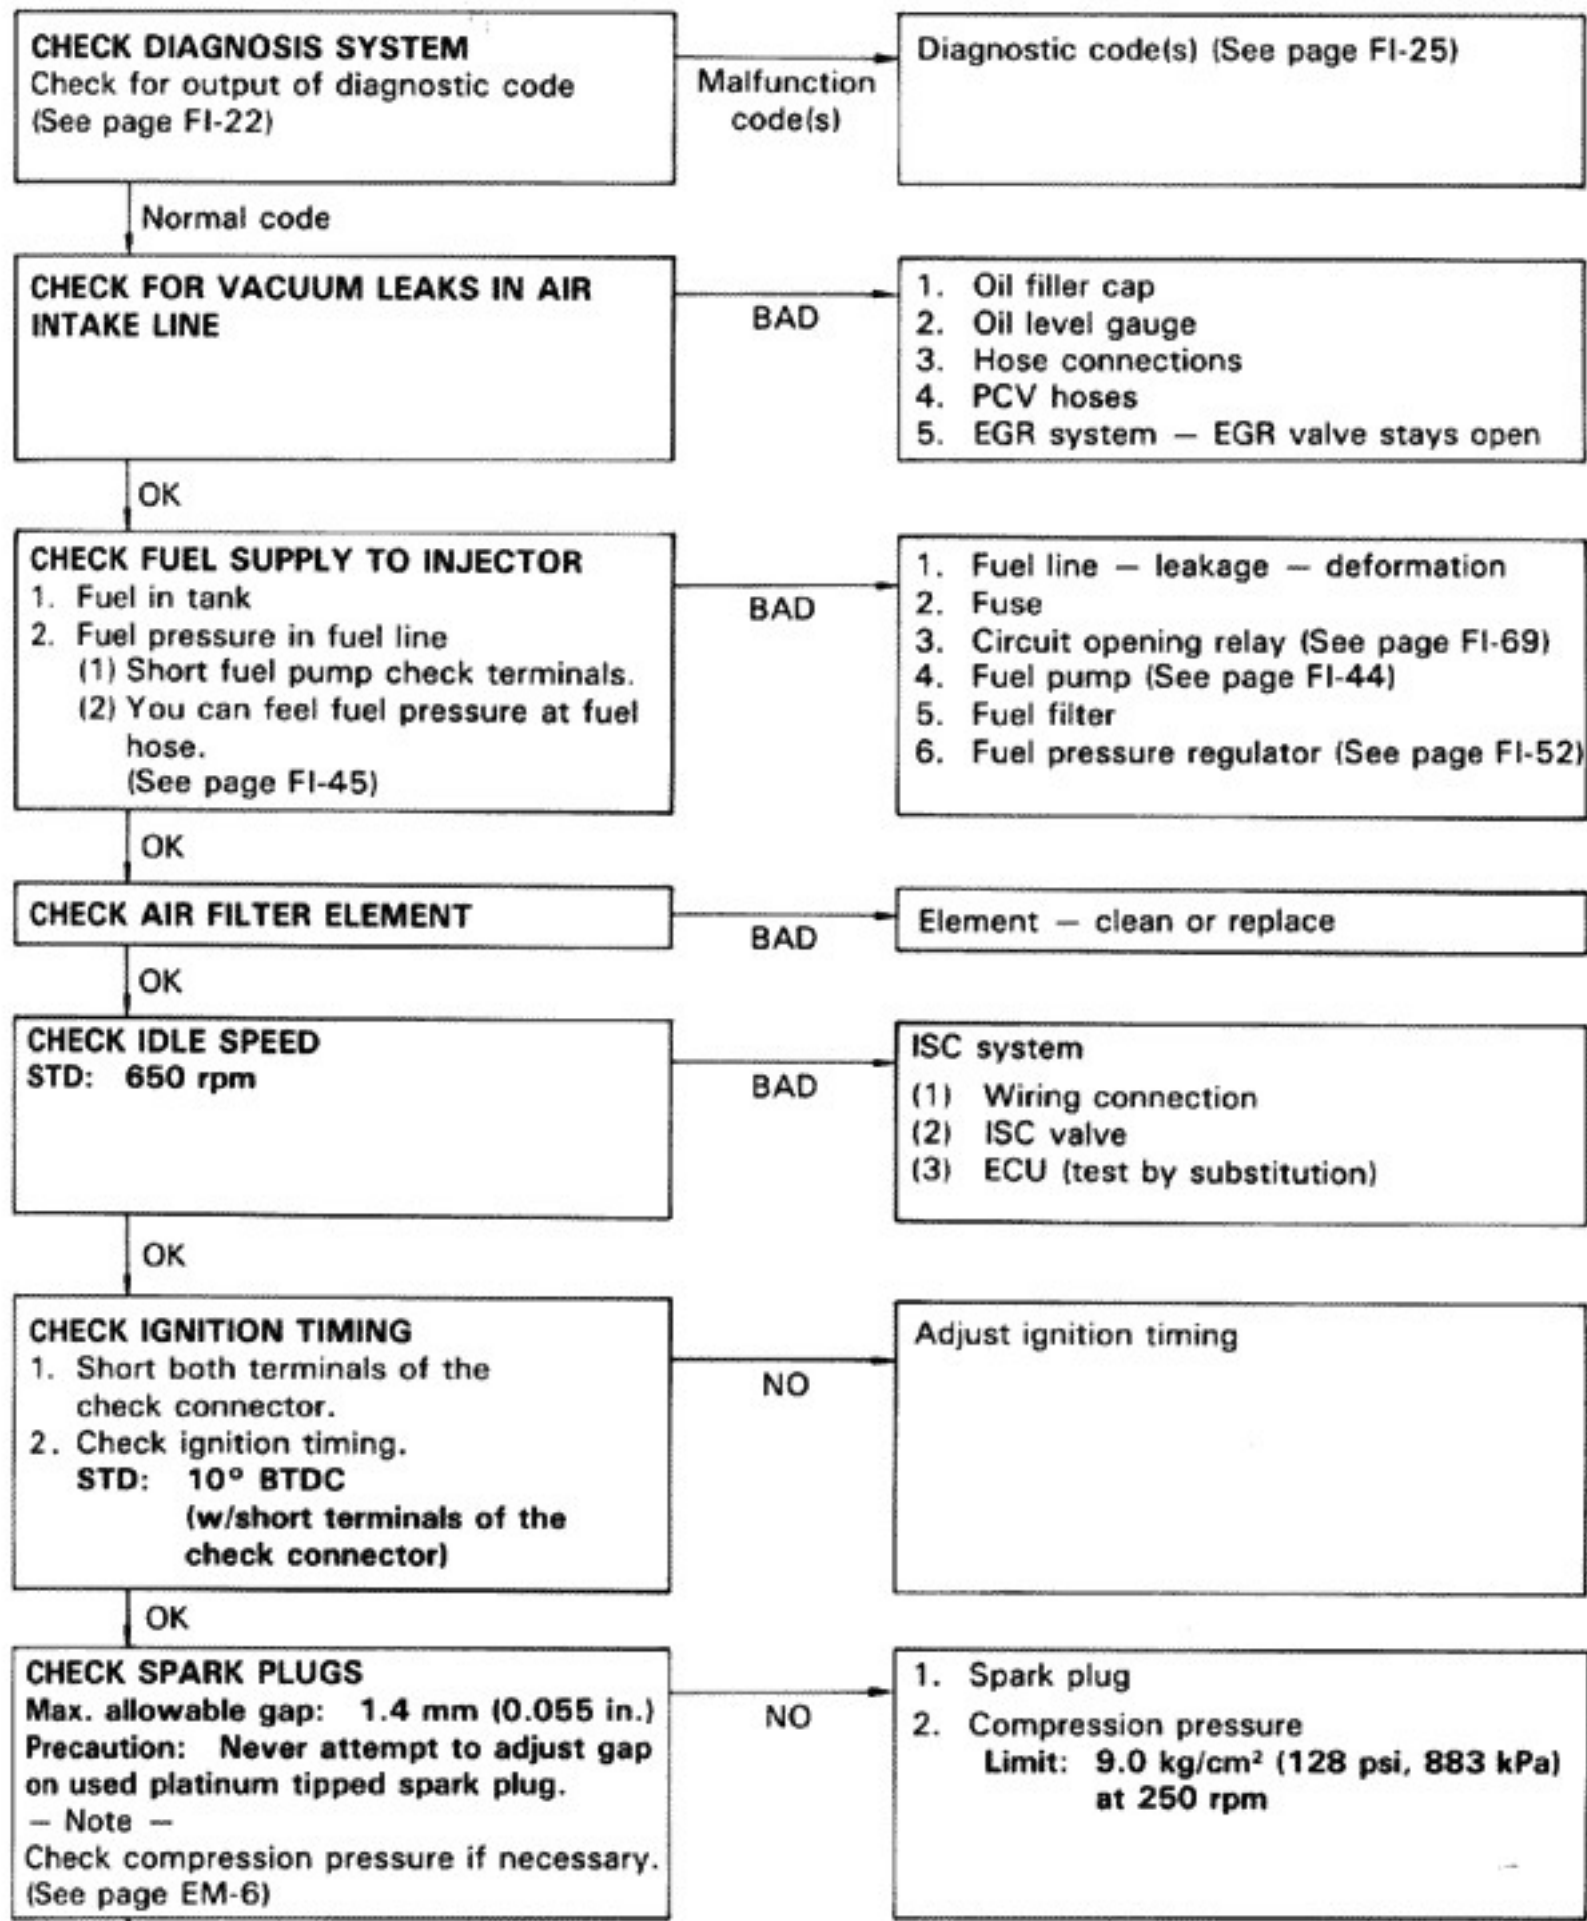 CHECK DIAGNOSIS SYSTEM
Check for output of diagnostic code
(See page FI-22)
Malfunction
code(s)
Diagnostic code(s) (See page FI-25)
Normal code
CHECK FOR VACUUM LEAKS IN AIR
INTAKE LINE
BAD
1. Oil filler cap
2. Oil level gauge
3. Hose connections
4. PCV hoses
5. EGR system — EGR valve stays open
OK
CHECK FUEL SUPPLY TO INJECTOR
1. Fuel in tank
2. Fuel pressure in fuel line
(1) Short fuel pump check terminals.
(2) You can feel fuel pressure at fuel
hose.
(See page FI-45)
BAD
1. Fuel line — leakage — deformation
2. Fuse
3. Circuit opening relay (See page FI-69)
4. Fuel pump (See page FI-44)
5. Fuel filter
6. Fuel pressure regulator (See page FI-52)
OK
CHECK AIR FILTER ELEMENT
BAD
Element — clean or replace
OK
CHECK IDLE SPEED
STD: 650 rpm
BAD
ISC system
(1) Wiring connection
(2) ISC valve
(3) ECU (test by substitution)
OK
CHECK IGNITION TIMING
1. Short both terminals of the
check connector.
2. Check ignition timing.
STD: 10° BTDC
(w/short terminals of the
check connector)
NO
Adjust ignition timing
OK
CHECK SPARK PLUGS
Max. allowable gap: 1.4 mm (0.055 in.)
Precaution: Never attempt to adjust gap
on used platinum tipped spark plug.
— Note —
Check compression pressure if necessary.
(See page EM-6)
NO
1. Spark plug
2. Compression pressure
Limit: 9.0 kg/cm² (128 psi, 883 kPa)
at 250 rpm